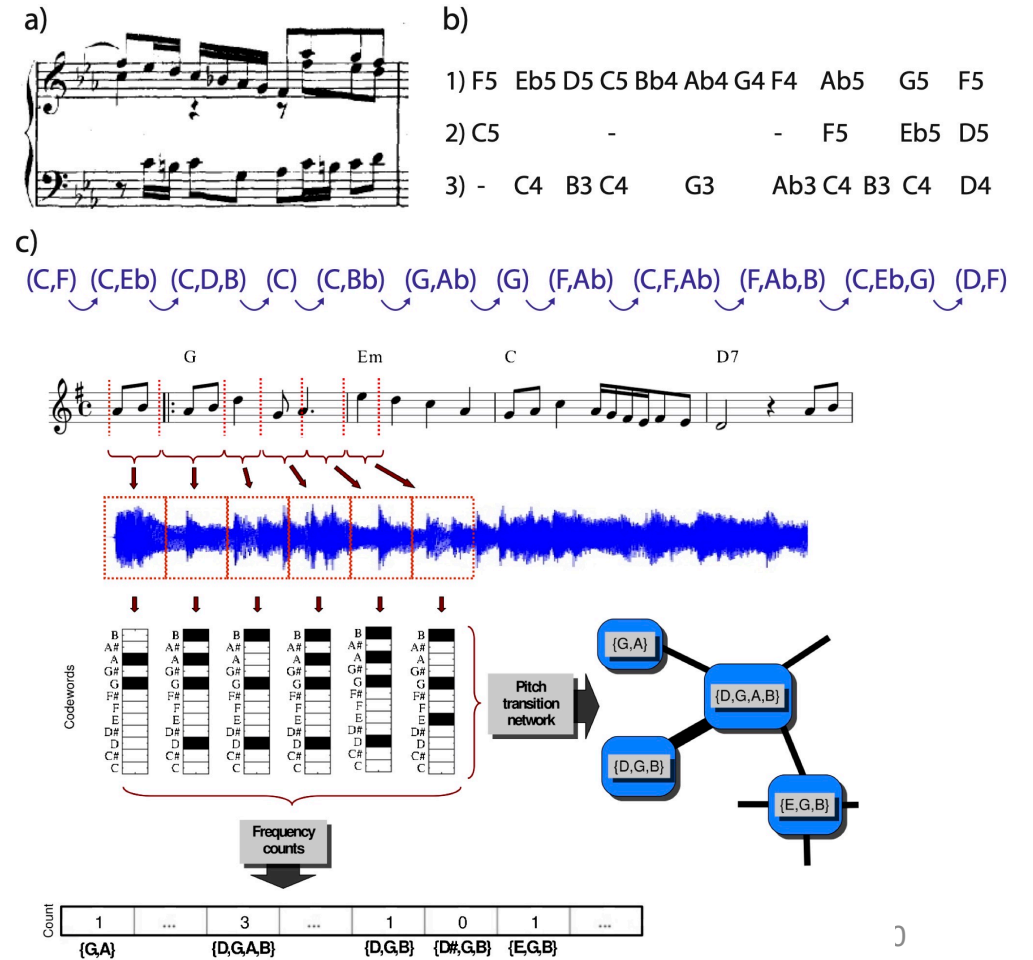 a)
b)
1) F5 Eb5 D5 C5 Bb4 Ab4 G4 F4 Ab5 G5 F5
2) C5 - - F5 Eb5 D5
3) - C4 B3 C4 G3 Ab3 C4 B3 C4 D4
c)
(C,F) (C,Eb) (C,D,B) (C) (C,Bb) (G,Ab) (G) (F,Ab) (C,F,Ab) (F,Ab,B) (C,Eb,G) (D,F)
G Em C D7
Codewords
B B B B B B
A# A# A# A# A# A#
A A A A A A
G# G# G# G# G# G#
G G G G G G
F# F# F# F# F# F#
F F F F F F
E E E E E E
D# D# D# D# D# D#
D D D D D D
C# C# C# C# C# C#
C C C C C C
Pitch
transition
network
{G,A}
{D,G,A,B}
{D,G,B}
{E,G,B}
Frequency
counts
Count
1 ... 3 ... 1 0 1 ...
{G,A} {D,G,A,B} {D,G,B} {D#,G,B} {E,G,B}
0